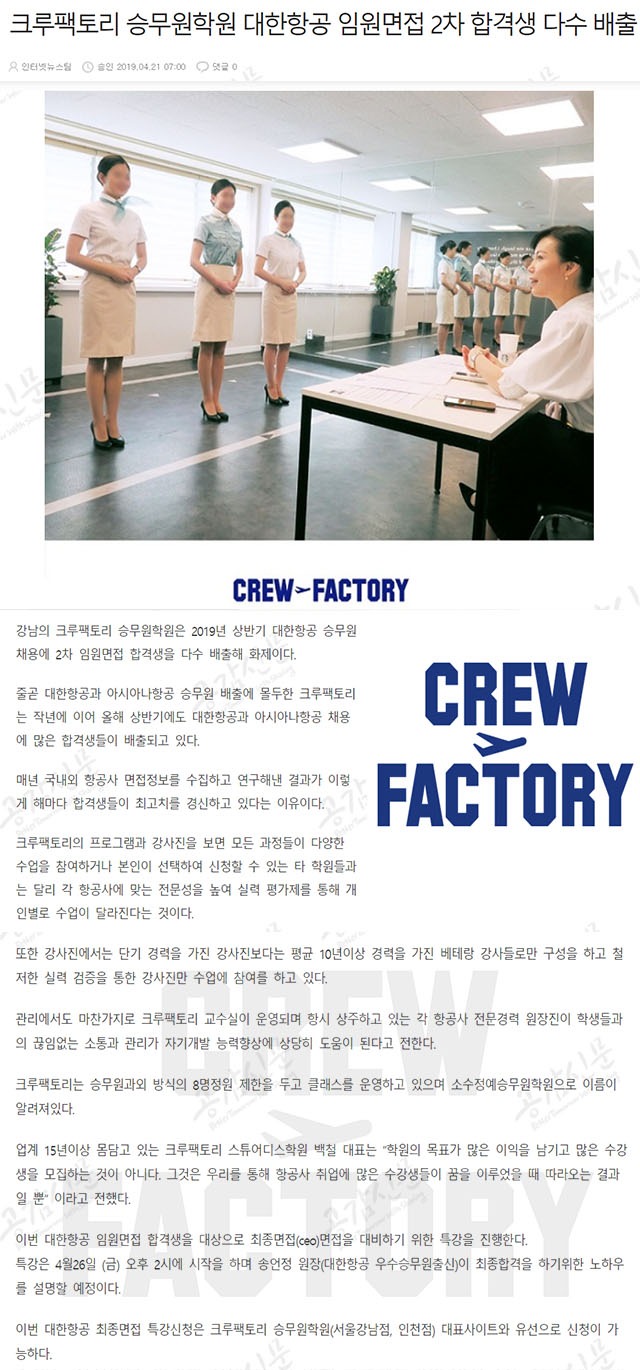 크루팩토리 승무원학원 대한항공 임원면접 2차 합격생 다수 배출
인터넷뉴스팀 승인 2019.04.21 07:00 댓글 0
CREW FACTORY
강남의 크루팩토리 승무원학원은 2019년 상반기 대한항공 승무원
채용에 2차 임원면접 합격생을 다수 배출해 화제이다.
줄곧 대한항공과 아시아나항공 승무원 배출에 몰두한 크루팩토리
는 작년에 이어 올해 상반기에도 대한항공과 아시아나항공 채용
에 많은 합격생들이 배출되고 있다.
매년 국내외 항공사 면접정보를 수집하고 연구해낸 결과가 이렇
게 해마다 합격생들이 최고치를 경신하고 있다는 이유이다.
크루팩토리의 프로그램과 강사진을 보면 모든 과정들이 다양한
수업을 참여하거나 본인이 선택하여 신청할 수 있는 타 학원들과
는 달리 각 항공사에 맞는 전문성을 높여 실력 평가제를 통해 개
인별로 수업이 달라진다는 것이다.
CREW
FACTORY
또한 강사진에서는 단기 경력을 가진 강사진보다는 평균 10년이상 경력을 가진 베테랑 강사들로만 구성을 하고 철
저한 실력 검증을 통한 강사진만 수업에 참여를 하고 있다.
관리에서도 마찬가지로 크루팩토리 교수실이 운영되며 항시 상주하고 있는 각 항공사 전문경력 원장진이 학생들과
의 끊임없는 소통과 관리가 자기개발 능력향상에 상당히 도움이 된다고 전한다.
크루팩토리는 승무원과외 방식의 8명정원 제한을 두고 클래스를 운영하고 있으며 소수정예승무원학원으로 이름이
알려져있다.
업계 15년이상 몸담고 있는 크루팩토리 스튜어디스학원 백철 대표는 "학원의 목표가 많은 이익을 남기고 많은 수강
생을 모집하는 것이 아니다. 그것은 우리를 통해 항공사 취업에 많은 수강생들이 꿈을 이루었을 때 따라오는 결과
일 뿐" 이라고 전했다.
이번 대한항공 임원면접 합격생을 대상으로 최종면접(ceo)면접을 대비하기 위한 특강을 진행한다.
특강은 4월26일 (금) 오후 2시에 시작을 하며 송언정 원장(대한항공 우수승무원출신)이 최종합격을 하기위한 노하우
를 설명할 예정이다.
이번 대한항공 최종면접 특강신청은 크루팩토리 승무원학원(서울강남점, 인천점) 대표사이트와 유선으로 신청이 가
능하다.
CREW
FACTORY
공감신문